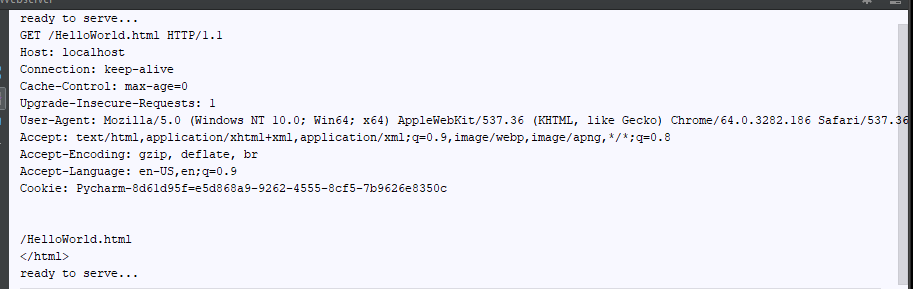 ready to serve...
GET /HelloWorld.html HTTP/1.1
Host: localhost
Connection: keep-alive
Cache-Control: max-age=0
Upgrade-Insecure-Requests: 1
User-Agent: Mozilla/5.0 (Windows NT 10.0; Win64; x64) AppleWebKit/537.36 (KHTML, like Gecko) Chrome/64.0.3282.186 Safari/537.36
Accept: text/html,application/xhtml+xml,application/xml;q=0.9,image/webp,image/apng,*/*;q=0.8
Accept-Encoding: gzip, deflate, br
Accept-Language: en-US,en;q=0.9
Cookie: Pycharm-8d61d95f=e5d868a9-9262-4555-8cf5-7b9626e8350c
/HelloWorld.html
</html>
ready to serve...